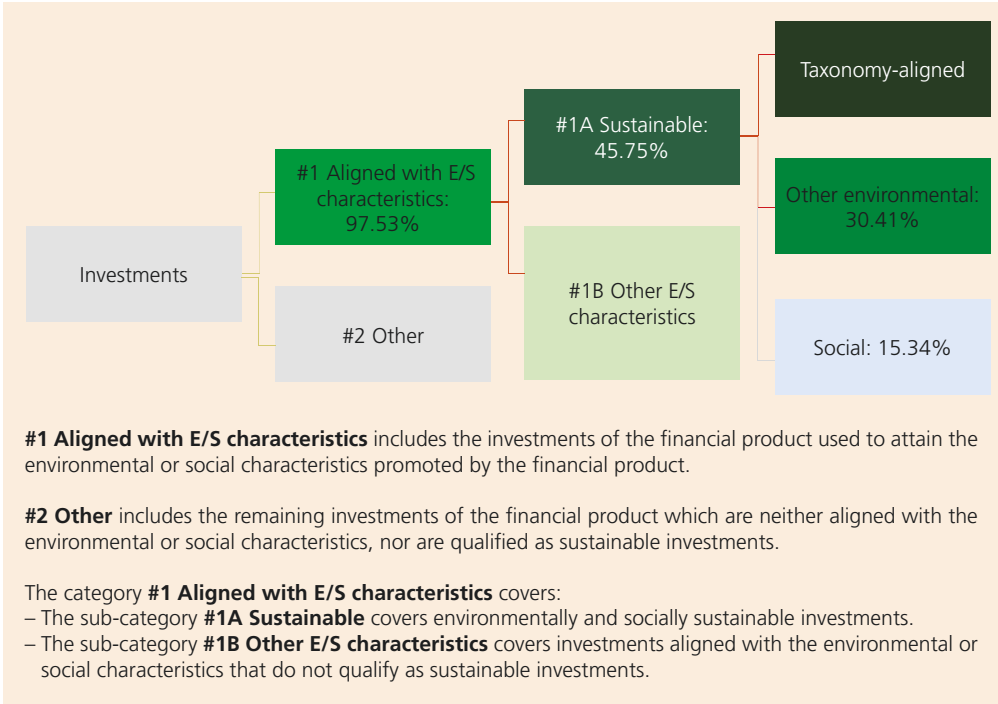 Taxonomy-aligned
#1A Sustainable:
45.75%
#1 Aligned with E/S
characteristics:
97.53%
Other environmental:
30.41%
Investments
#1B Other E/S
characteristics
#2 Other
Social: 15.34%
#1 Aligned with E/S characteristics includes the investments of the financial product used to attain the
environmental or social characteristics promoted by the financial product.
#2 Other includes the remaining investments of the financial product which are neither aligned with the
environmental or social characteristics, nor are qualified as sustainable investments.
The category #1 Aligned with E/S characteristics covers:
– The sub-category #1A Sustainable covers environmentally and socially sustainable investments.
– The sub-category #1B Other E/S characteristics covers investments aligned with the environmental or
social characteristics that do not qualify as sustainable investments.